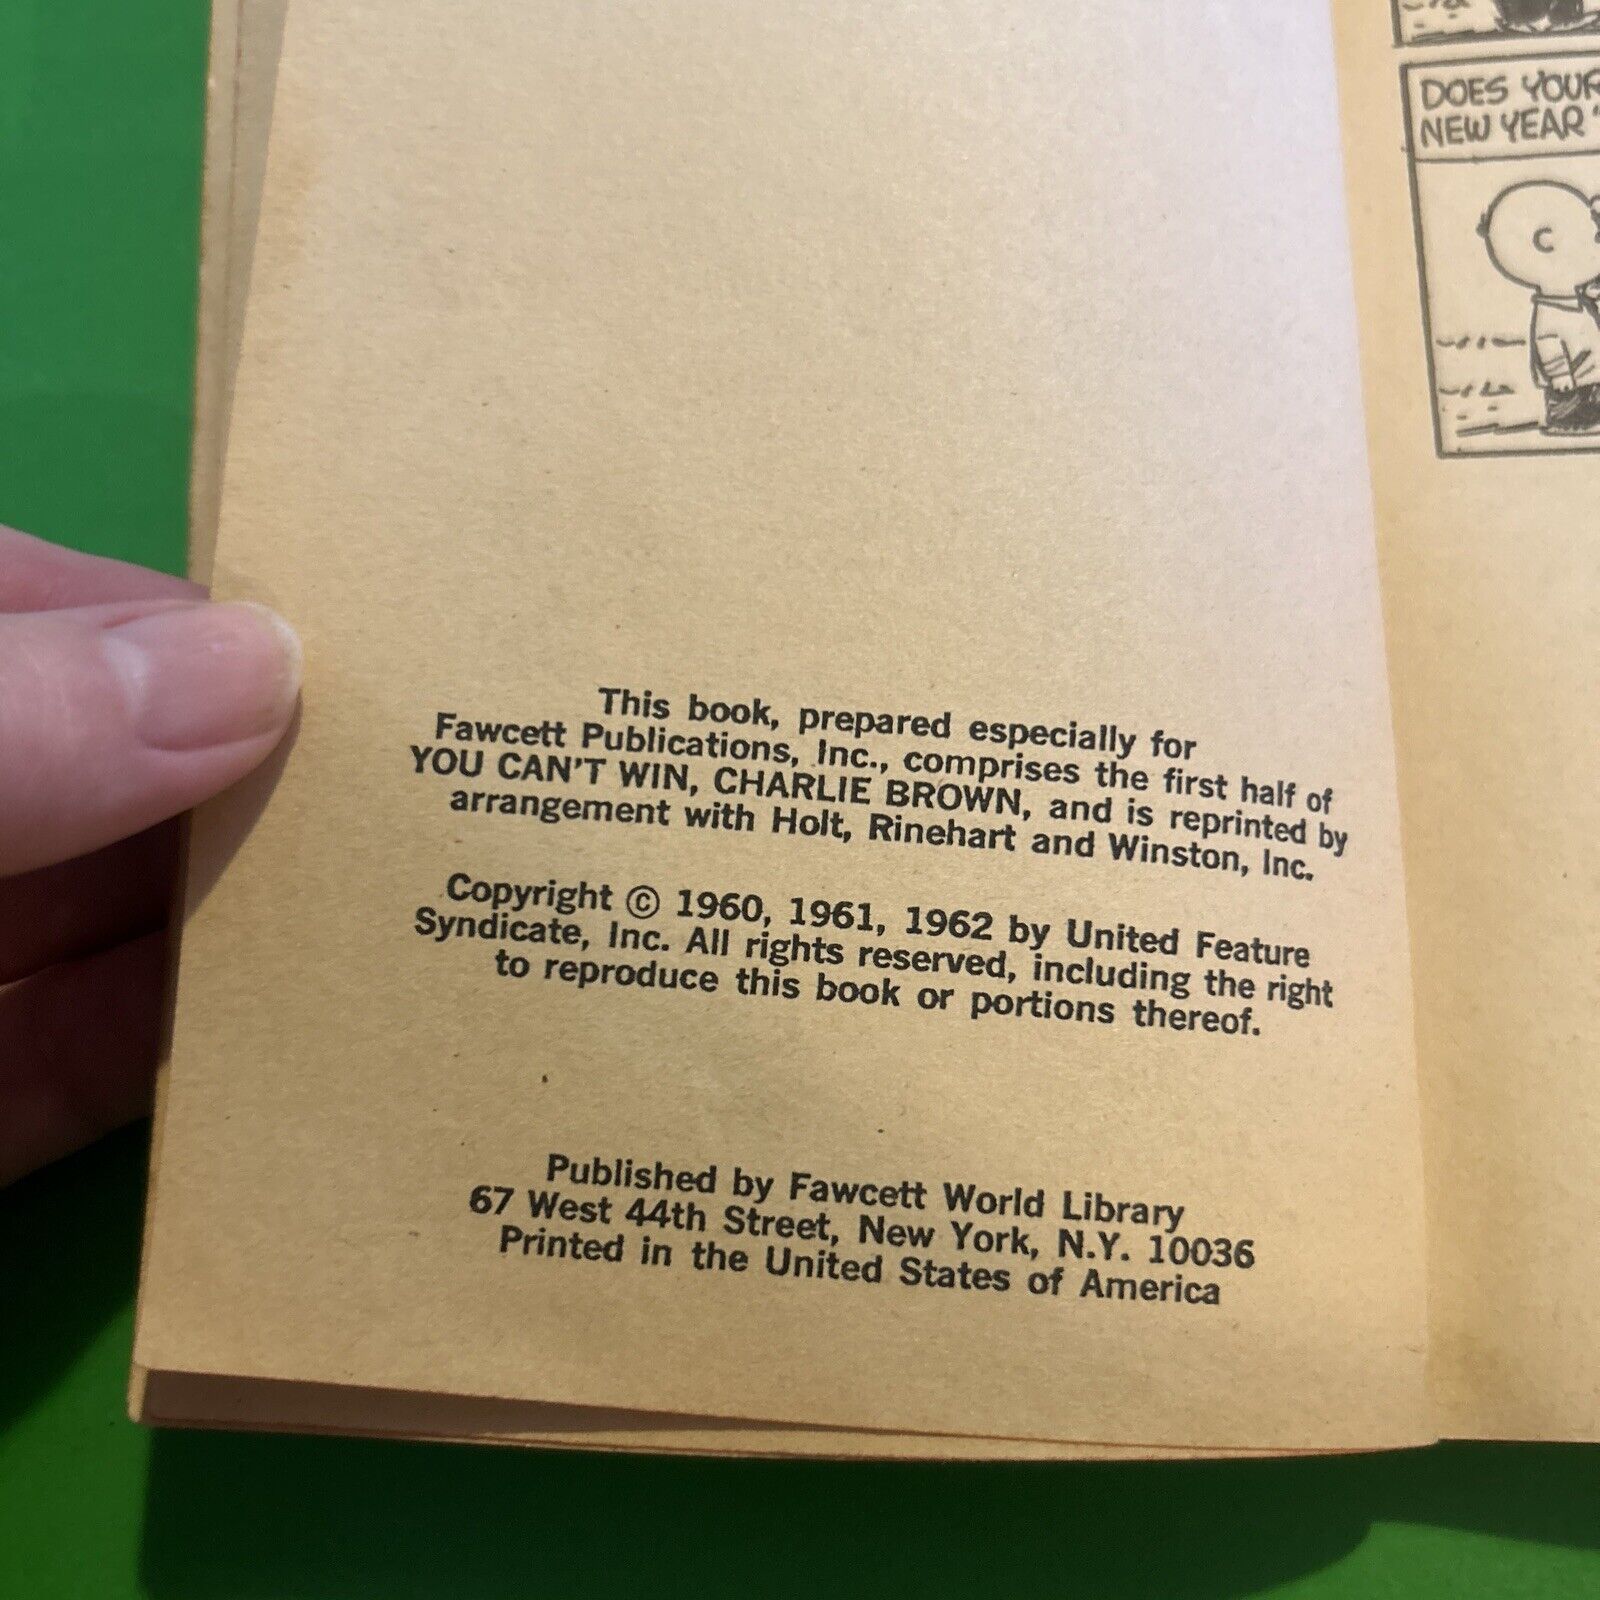 This book, prepared especially for
Fawcett Publications, Inc., comprises the first half of
YOU CAN'T WIN, CHARLIE BROWN, and is reprinted by
arrangement with Holt, Rinehart and Winston, Inc.
Copyright © 1960, 1961, 1962 by United Feature
Syndicate, Inc. All rights reserved, including the right
to reproduce this book or portions thereof.
Published by Fawcett World Library
67 West 44th Street, New York, N.Y. 10036
Printed in the United States of America
DOES YOUR
NEW YEAR "